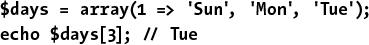 $days = array(1 => 'Sun', 'Mon', 'Tue');
echo $days[3]; // Tue